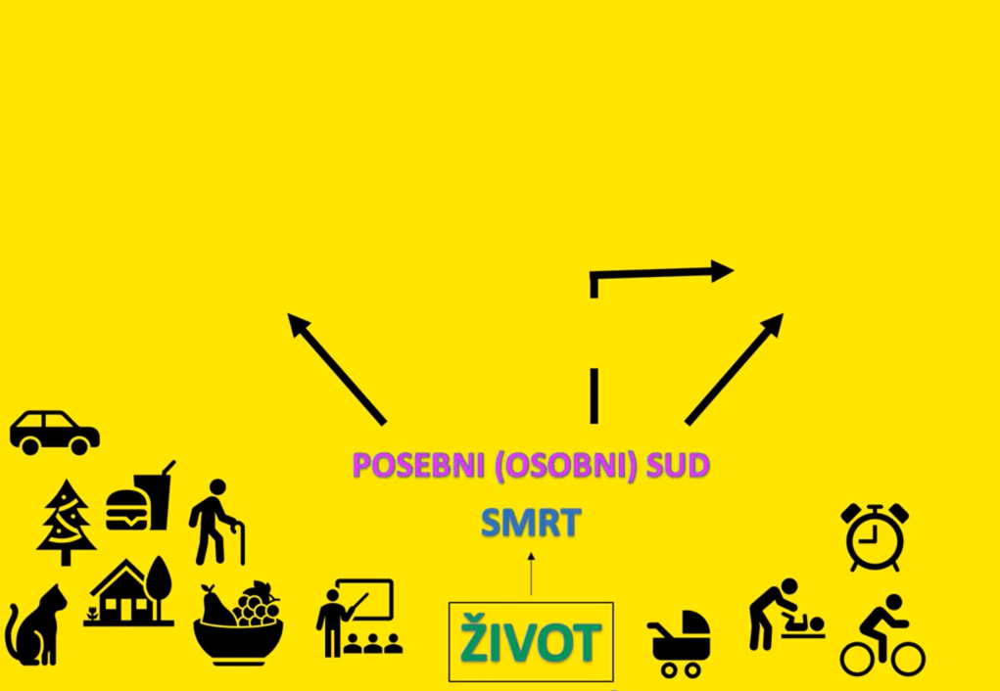 POSEBNI (OSOBNI) SUD
SMRT
ŽIVOT